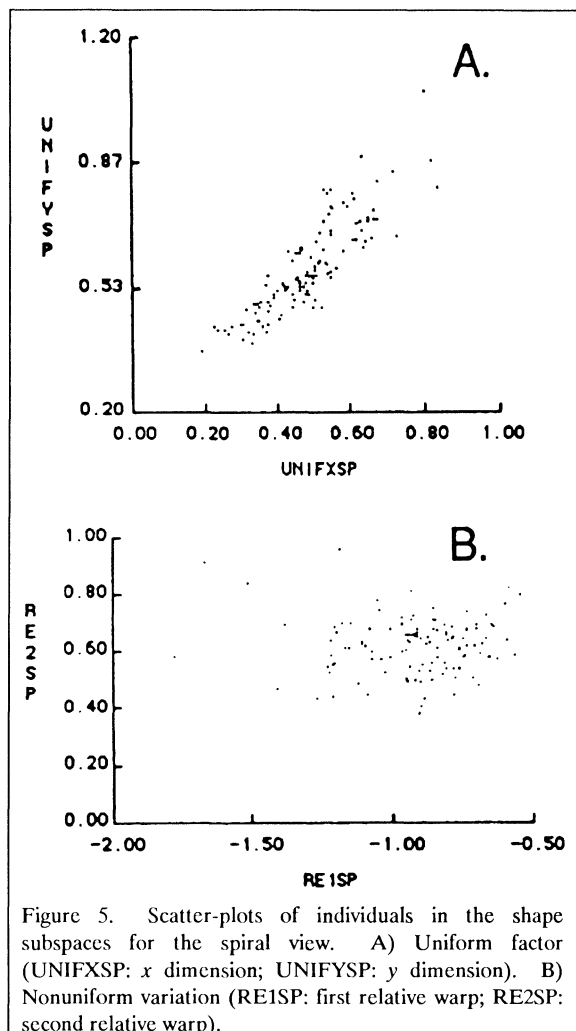 A.
1.20
0.87
0.53
0.20
UNIFYSP
0.00 0.20 0.40 0.60 0.80 1.00
UNIFXSP
B.
1.00
0.80
0.60
0.40
0.20
0.00
RE2SP
-2.00 -1.50 -1.00 -0.50
RE1SP
Figure 5. Scatter-plots of individuals in the shape
subspaces for the spiral view. A) Uniform factor
(UNIFXSP: x dimension; UNIFYSP: y dimension). B)
Nonuniform variation (RE1SP: first relative warp; RE2SP:
second relative warp).